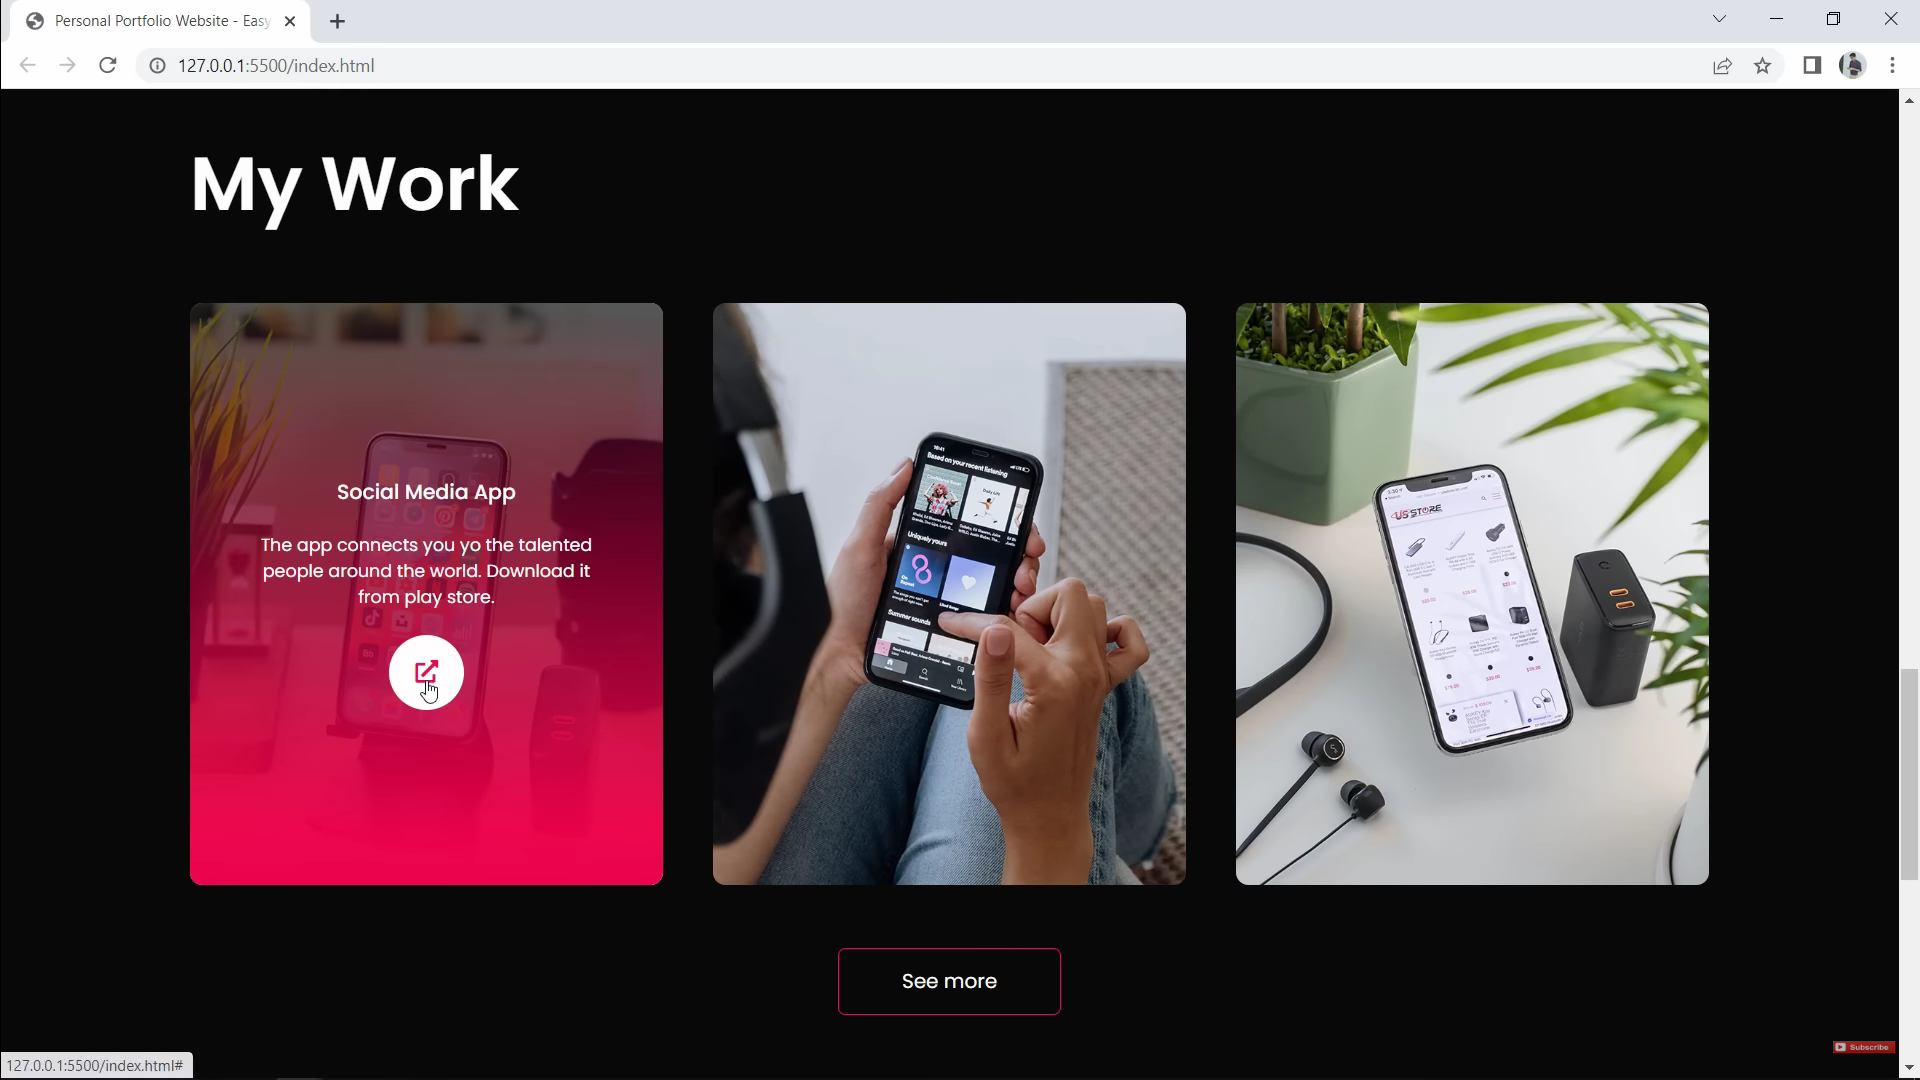 Personal Portfolio Website - Easy
127.0.0.1:5500/index.html
My Work
Social Media App
The app connects you yo the talented
people around the world. Download it
from play store.
Based on your recent listening
Uniquely yours
Summer sounds
US STORE
See more
Subscribe
127.0.0.1:5500/index.html#